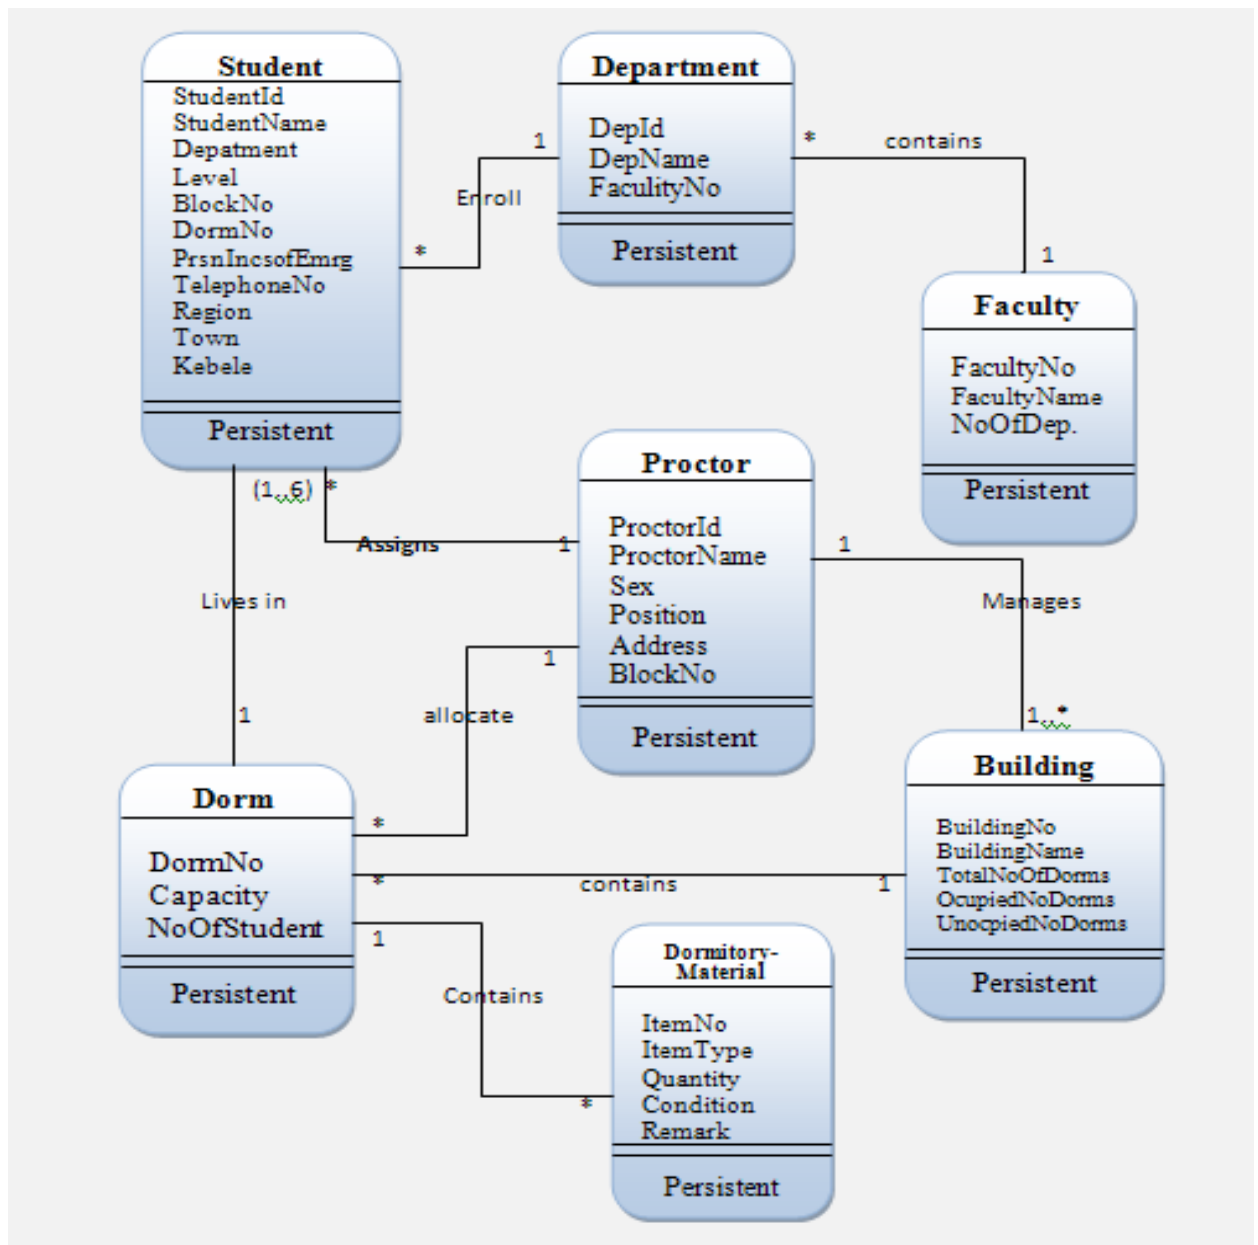 Student
StudentId
StudentName
Depatment
Level
BlockNo
DormNo
PrsnIncsofEmrg
TelephoneNo
Region
Town
Kebele
Persistent
Department
DepId
DepName
FaculityNo
Persistent
1
Enroll
*
* contains
1
Faculty
FacultyNo
FacultyName
NoOfDep.
Persistent
(1..6) *
Assigns 1
Proctor
ProctorId
ProctorName
Sex
Position
Address
BlockNo
Persistent
1
Manages
1..*
Lives in
1
1
allocate
*
Dorm
DormNo
Capacity
NoOfStudent
Persistent
* contains 1
Building
BuildingNo
BuildingName
TotalNoOfDorms
OcupiedNoDorms
UnocpiedNoDorms
Persistent
1
Contains
*
Dormitory-
Material
ItemNo
ItemType
Quantity
Condition
Remark
Persistent